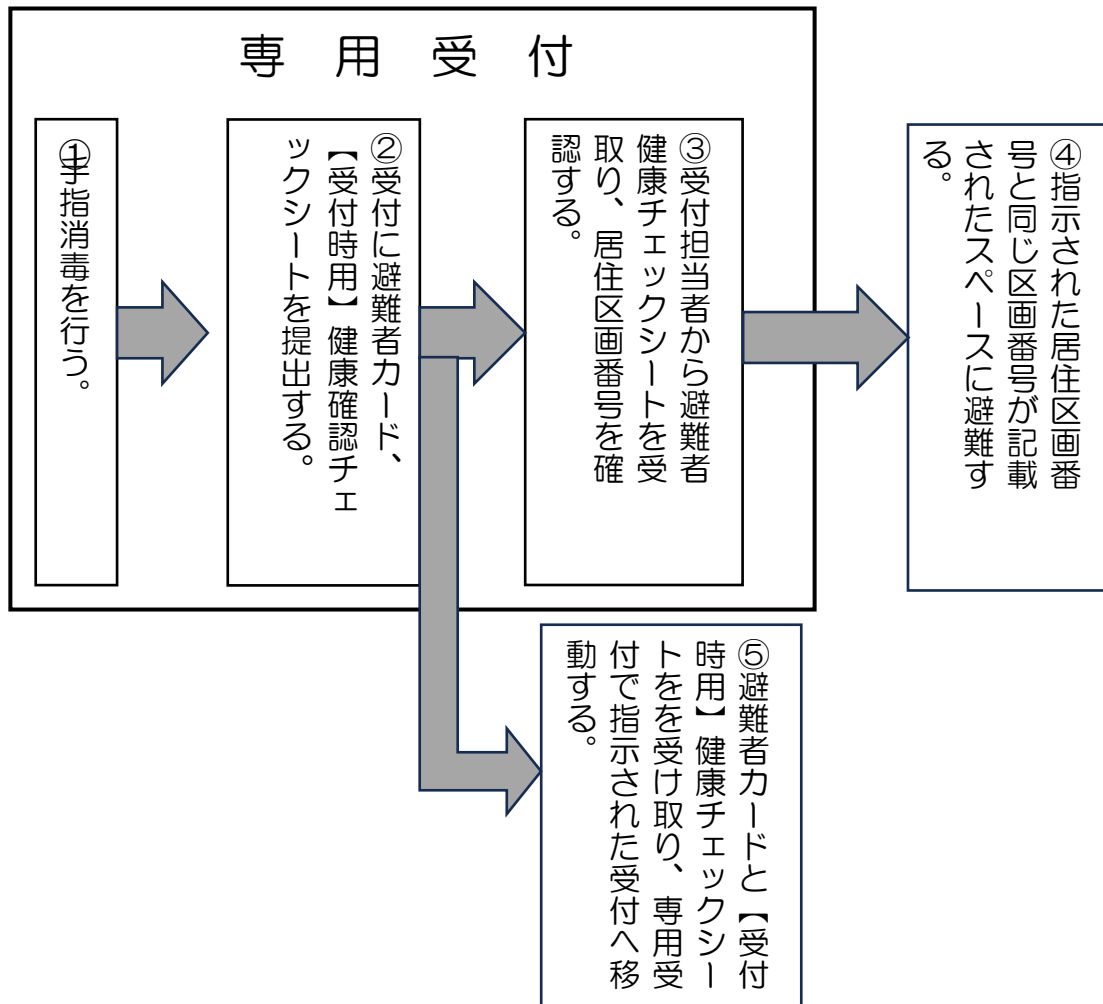 専用受付
①手指消毒を行う。
②受付に避難者カード、
【受付時用】健康確認チェ
ックシートを提出する。
③受付担当者から避難者
健康チェックシートを受
取り、居住区画番号を確
認する。
④指示された居住区画番
号と同じ区画番号が記載
されたスペースに避難す
る。
⑤避難者カードと【受付
時用】健康チェックシー
トをを受け取り、専用受
付で指示された受付へ移
動する。